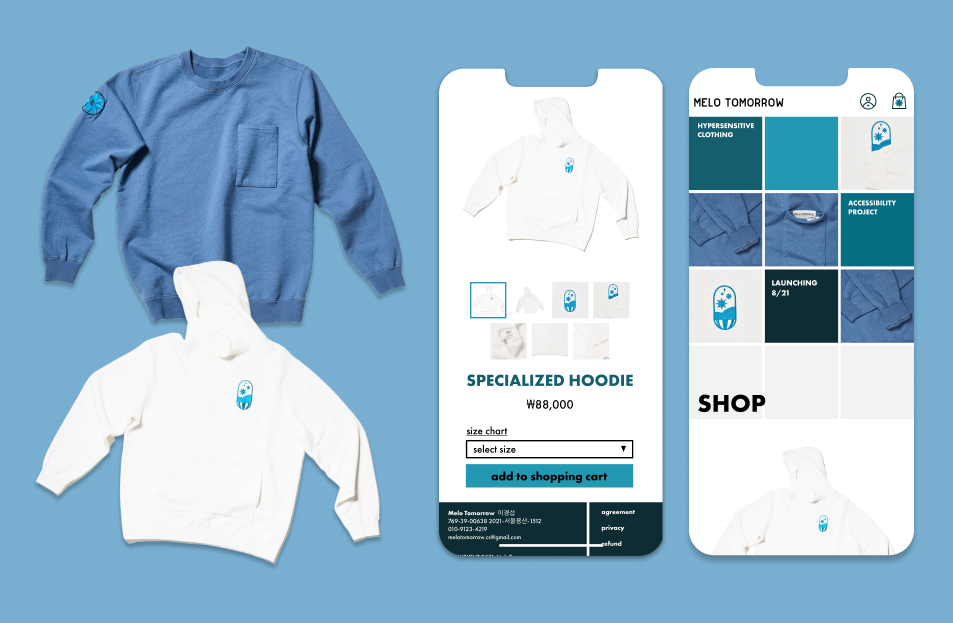 SPECIALIZED HOODIE
₩88,000
size chart
select size
add to shopping cart
Melo Tomorrow 이경섭
769-39-00638 2021-서울용산-1512
010-9123-4219
melotomorrow.cs@gmail.com
agreement
privacy
refund
MELO TOMORROW
HYPERSENSITIVE
CLOTHING
ACCESSIBILITY
PROJECT
LAUNCHING
8/21
SHOP